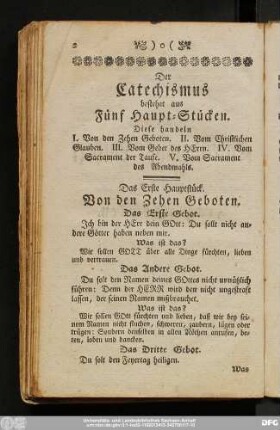 2 )o(
Der
Catechismus
bestehet aus
Fünf Haupt-Stücken.
Diese handeln
I. Von den Zehen Geboten. II. Vom Christlichen
Glauben. III. Vom Gebet des HErrn. IV. Vom
Sacrament der Taufe. V. Vom Sacrament
des Abendmahls.
Das Erste Hauptstück.
Von den Zehen Geboten.
Das Erste Gebot.
Ich bin der HErr dein GOtt: Du sollt nicht an-
dere Götter haben neben mir.
Was ist das?
Wir sollen GOTT über alle Dinge fürchten, lieben
und vertrauen.
Das Andere Gebot.
Du solt den Namen deines GOttes nicht unnützlich
führen: Denn der HERR wird den nicht ungestraft
lassen, der seinen Namen mißbrauchet.
Was ist das?
Wir sollen GOtt fürchten und lieben, daß wir bey sei-
nem Namen nicht fluchen, schweren, zaubern, lügen oder
trügen: Sondern denselben in allen Nöthen anrufen, be-
ten, loben und dancken.
Das Dritte Gebot.
Du solt den Feyertag heiligen.
Was